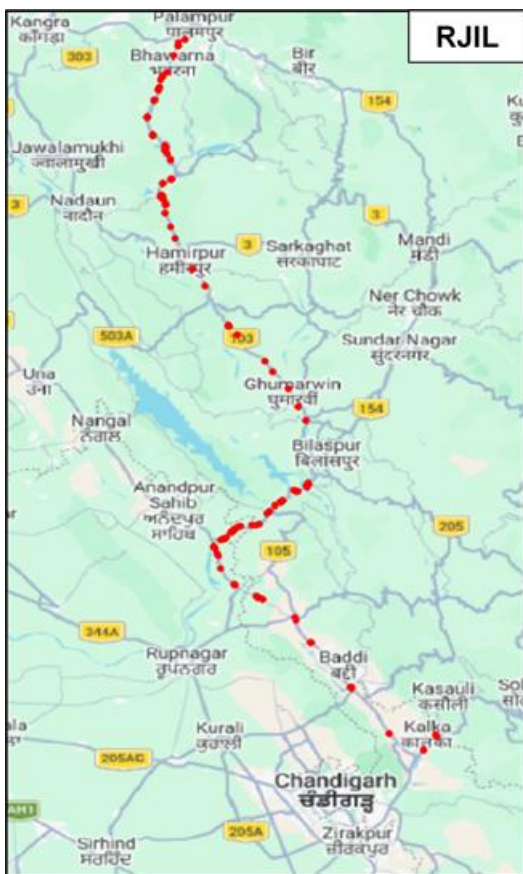 Palampur
पालमपुर
RJIL
Kangra
काँगड़ा
303
Bhawarna
भवारना
Bir
बीर
154
Jawalamukhi
ज्वालामुखी
3
Nadaun
नादौन
3
Mandi
मंडी
Hamirpur
हमीरपुर
3
Sarkaghat
सरकाघाट
Ner Chowk
नेर चौक
503A
103
Sundar Nagar
सुंदरनगर
Una
उना
Ghumarwin
घुमारवीं
154
Nangal
ਨੰਗਲ
Bilaspur
बिलासपुर
Anandpur
Sahib
ਅਨੰਦਪੁਰ
ਸਾਹਿਬ
205
105
344A
Rupnagar
ਰੂਪਨਗਰ
Baddi
बद्दी
Kasauli
कसौली
Kurali
ਕੁਰਾਲੀ
Kalka
कालका
205AG
Chandigarh
ਚੰਡੀਗੜ੍ਹ
AH1
205A
Zirakpur
ਜ਼ੀਰਕਪੁਰ
Sirhind
ਸਰਹਿੰਦ